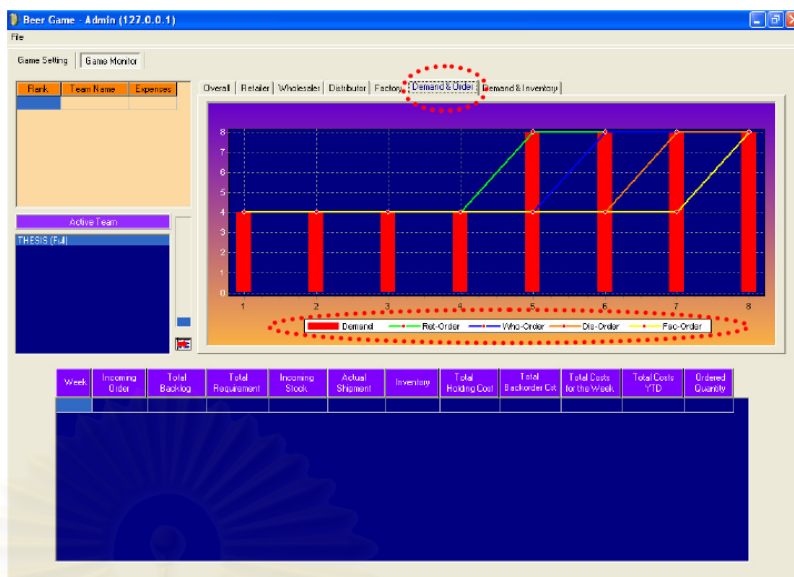 Beer Game - Admin (127.0.0.1)
File
Game Setting Game Monitor
Rank Team Name Expenses
Overall Retailer Wholesaler Distributor Factory Demand & Order Demand & Inventory
8
7
6
5
4
3
2
1
0
1 2 3 4 5 6 7 8
Demand Ret-Order Who-Order Dis-Order Fac-Order
Active Team
THESIS (Full)
Week Incoming Order Total Backlog Total Requirement Incoming Stock Actual Shipment Inventory Total Holding Cost Total Backorder Cst Total Costs for the Week Total Costs YTD Ordered Quantity